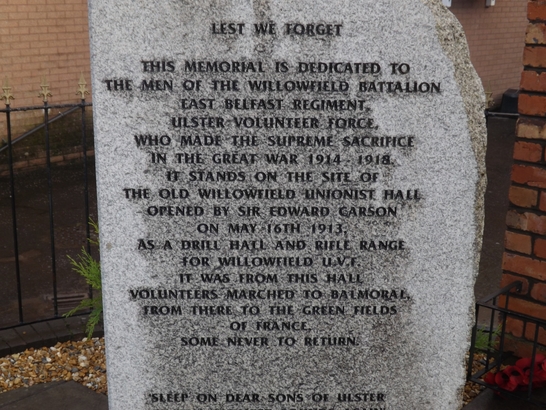 LEST WE FORGET
THIS MEMORIAL IS DEDICATED TO
THE MEN OF THE WILLOWFIELD BATTALION
EAST BELFAST REGIMENT,
ULSTER VOLUNTEER FORCE,
WHO MADE THE SUPREME SACRIFICE
IN THE GREAT WAR 1914-1918.
IT STANDS ON THE SITE OF
THE OLD WILLOWFIELD UNIONIST HALL
OPENED BY SIR EDWARD CARSON
ON MAY 16TH 1913,
AS A DRILL HALL AND RIFLE RANGE
FOR WILLOWFIELD U.V.F.
IT WAS FROM THIS HALL
VOLUNTEERS MARCHED TO BALMORAL,
FROM THERE TO THE GREEN FIELDS
OF FRANCE,
SOME NEVER TO RETURN.
'SLEEP ON DEAR SONS OF ULSTER